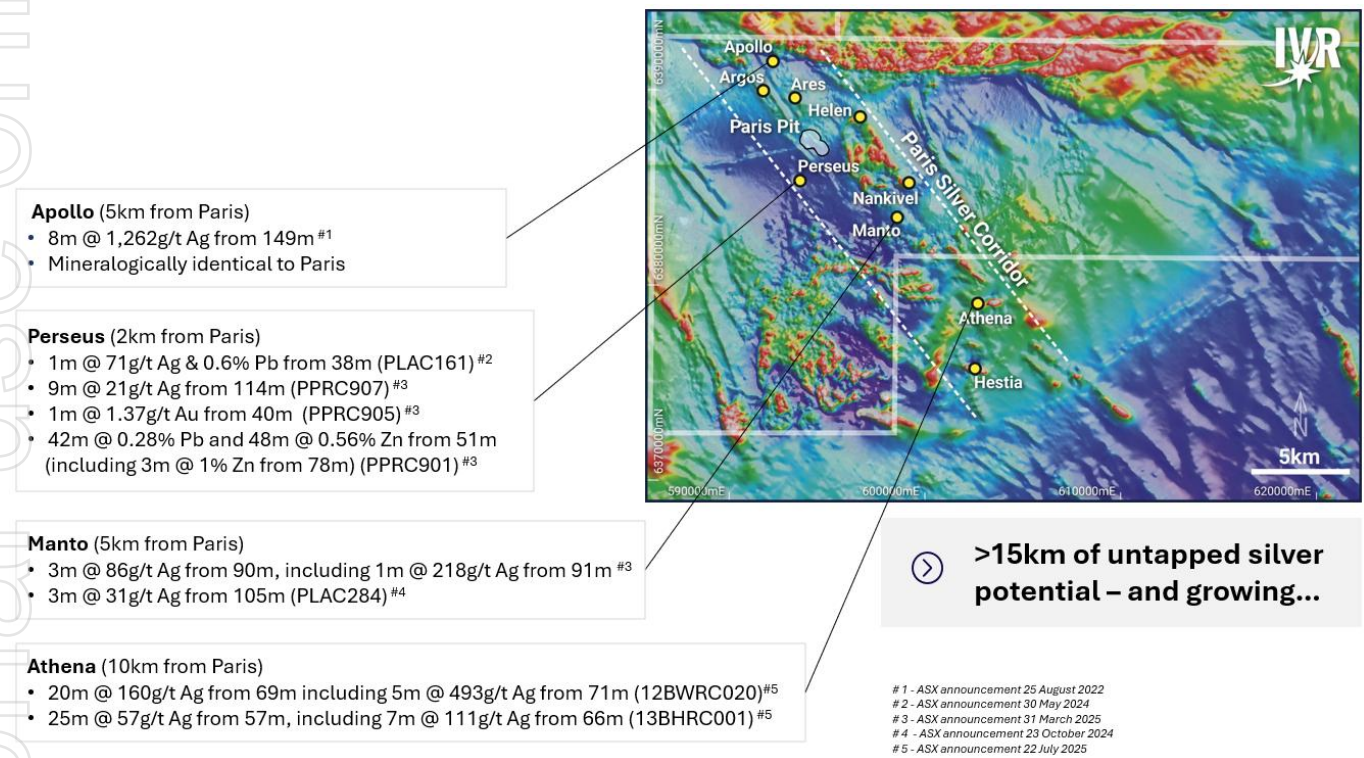 Apollo (5km from Paris)
• 8m @ 1,262g/t Ag from 149m #1
• Mineralogically identical to Paris
Perseus (2km from Paris)
• 1m @ 71g/t Ag & 0.6% Pb from 38m (PLAC161) #2
• 9m @ 21g/t Ag from 114m (PPRC907) #3
• 1m @ 1.37g/t Au from 40m (PPRC905) #3
• 42m @ 0.28% Pb and 48m @ 0.56% Zn from 51m
(including 3m @ 1% Zn from 78m) (PPRC901) #3
Manto (5km from Paris)
• 3m @ 86g/t Ag from 90m, including 1m @ 218g/t Ag from 91m #3
• 3m @ 31g/t Ag from 105m (PLAC284) #4
Athena (10km from Paris)
• 20m @ 160g/t Ag from 69m including 5m @ 493g/t Ag from 71m (12BWRC020)#5
• 25m @ 57g/t Ag from 57m, including 7m @ 111g/t Ag from 66m (13BHRC001) #5
IVR
Apollo
Argos
Ares
Helen
Paris Pit
Perseus
Nankivel
Manto
Paris Silver Corridor
Athena
Hestia
6390000mN
6380000mN
6370000mN
590000mE
600000mE
610000mE
620000mE
N
5km
>15km of untapped silver
potential – and growing...
# 1 - ASX announcement 25 August 2022
# 2 - ASX announcement 30 May 2024
# 3 - ASX announcement 31 March 2025
# 4 - ASX announcement 23 October 2024
# 5 - ASX announcement 22 July 2025